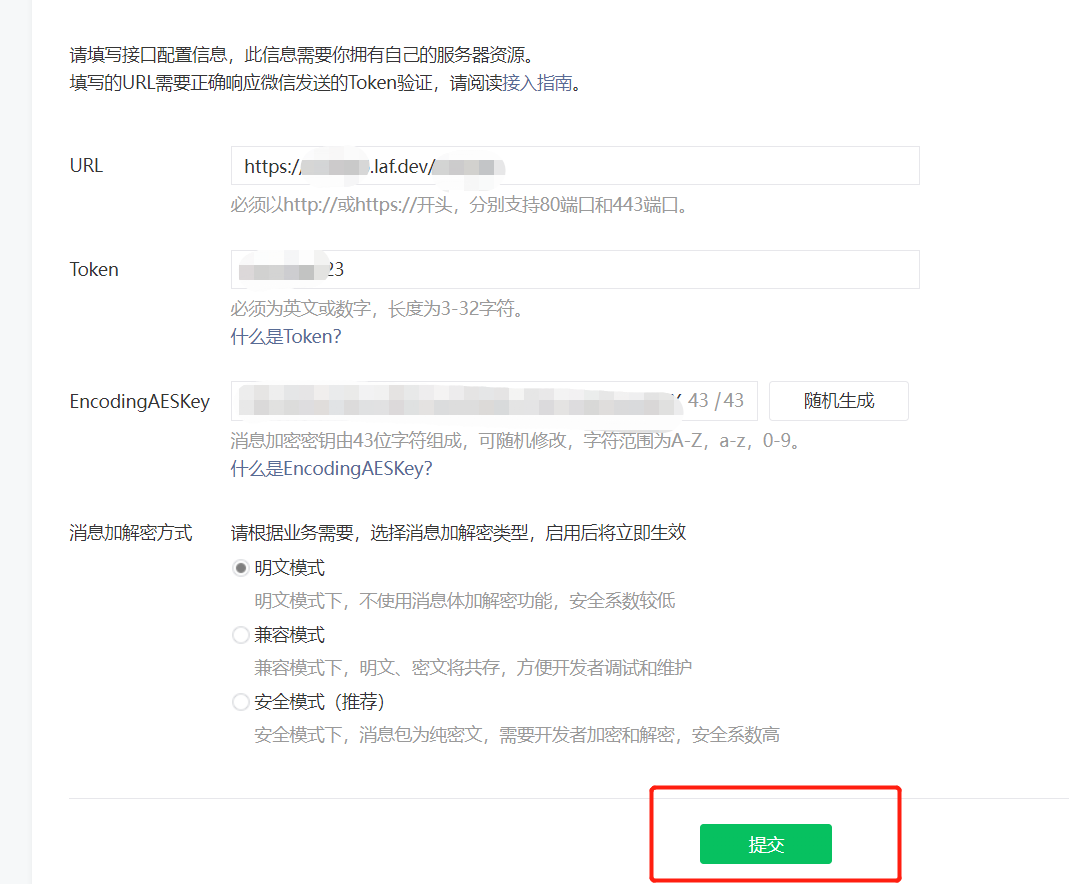 请填写接口配置信息，此信息需要你拥有自己的服务器资源。
填写的URL需要正确响应微信发送的Token验证，请阅读接入指南。
URL
https:// .laf.dev/
必须以http://或https://开头，分别支持80端口和443端口。
Token
23
必须为英文或数字，长度为3-32字符。
什么是Token?
EncodingAESKey
43 / 43
随机生成
消息加密密钥由43位字符组成，可随机修改，字符范围为A-Z，a-z，0-9。
什么是EncodingAESKey?
消息加解密方式
请根据业务需要，选择消息加解密类型，启用后将立即生效
明文模式
明文模式下，不使用消息体加解密功能，安全系数较低
兼容模式
兼容模式下，明文、密文将共存，方便开发者调试和维护
安全模式（推荐）
安全模式下，消息包为纯密文，需要开发者加密和解密，安全系数高
提交